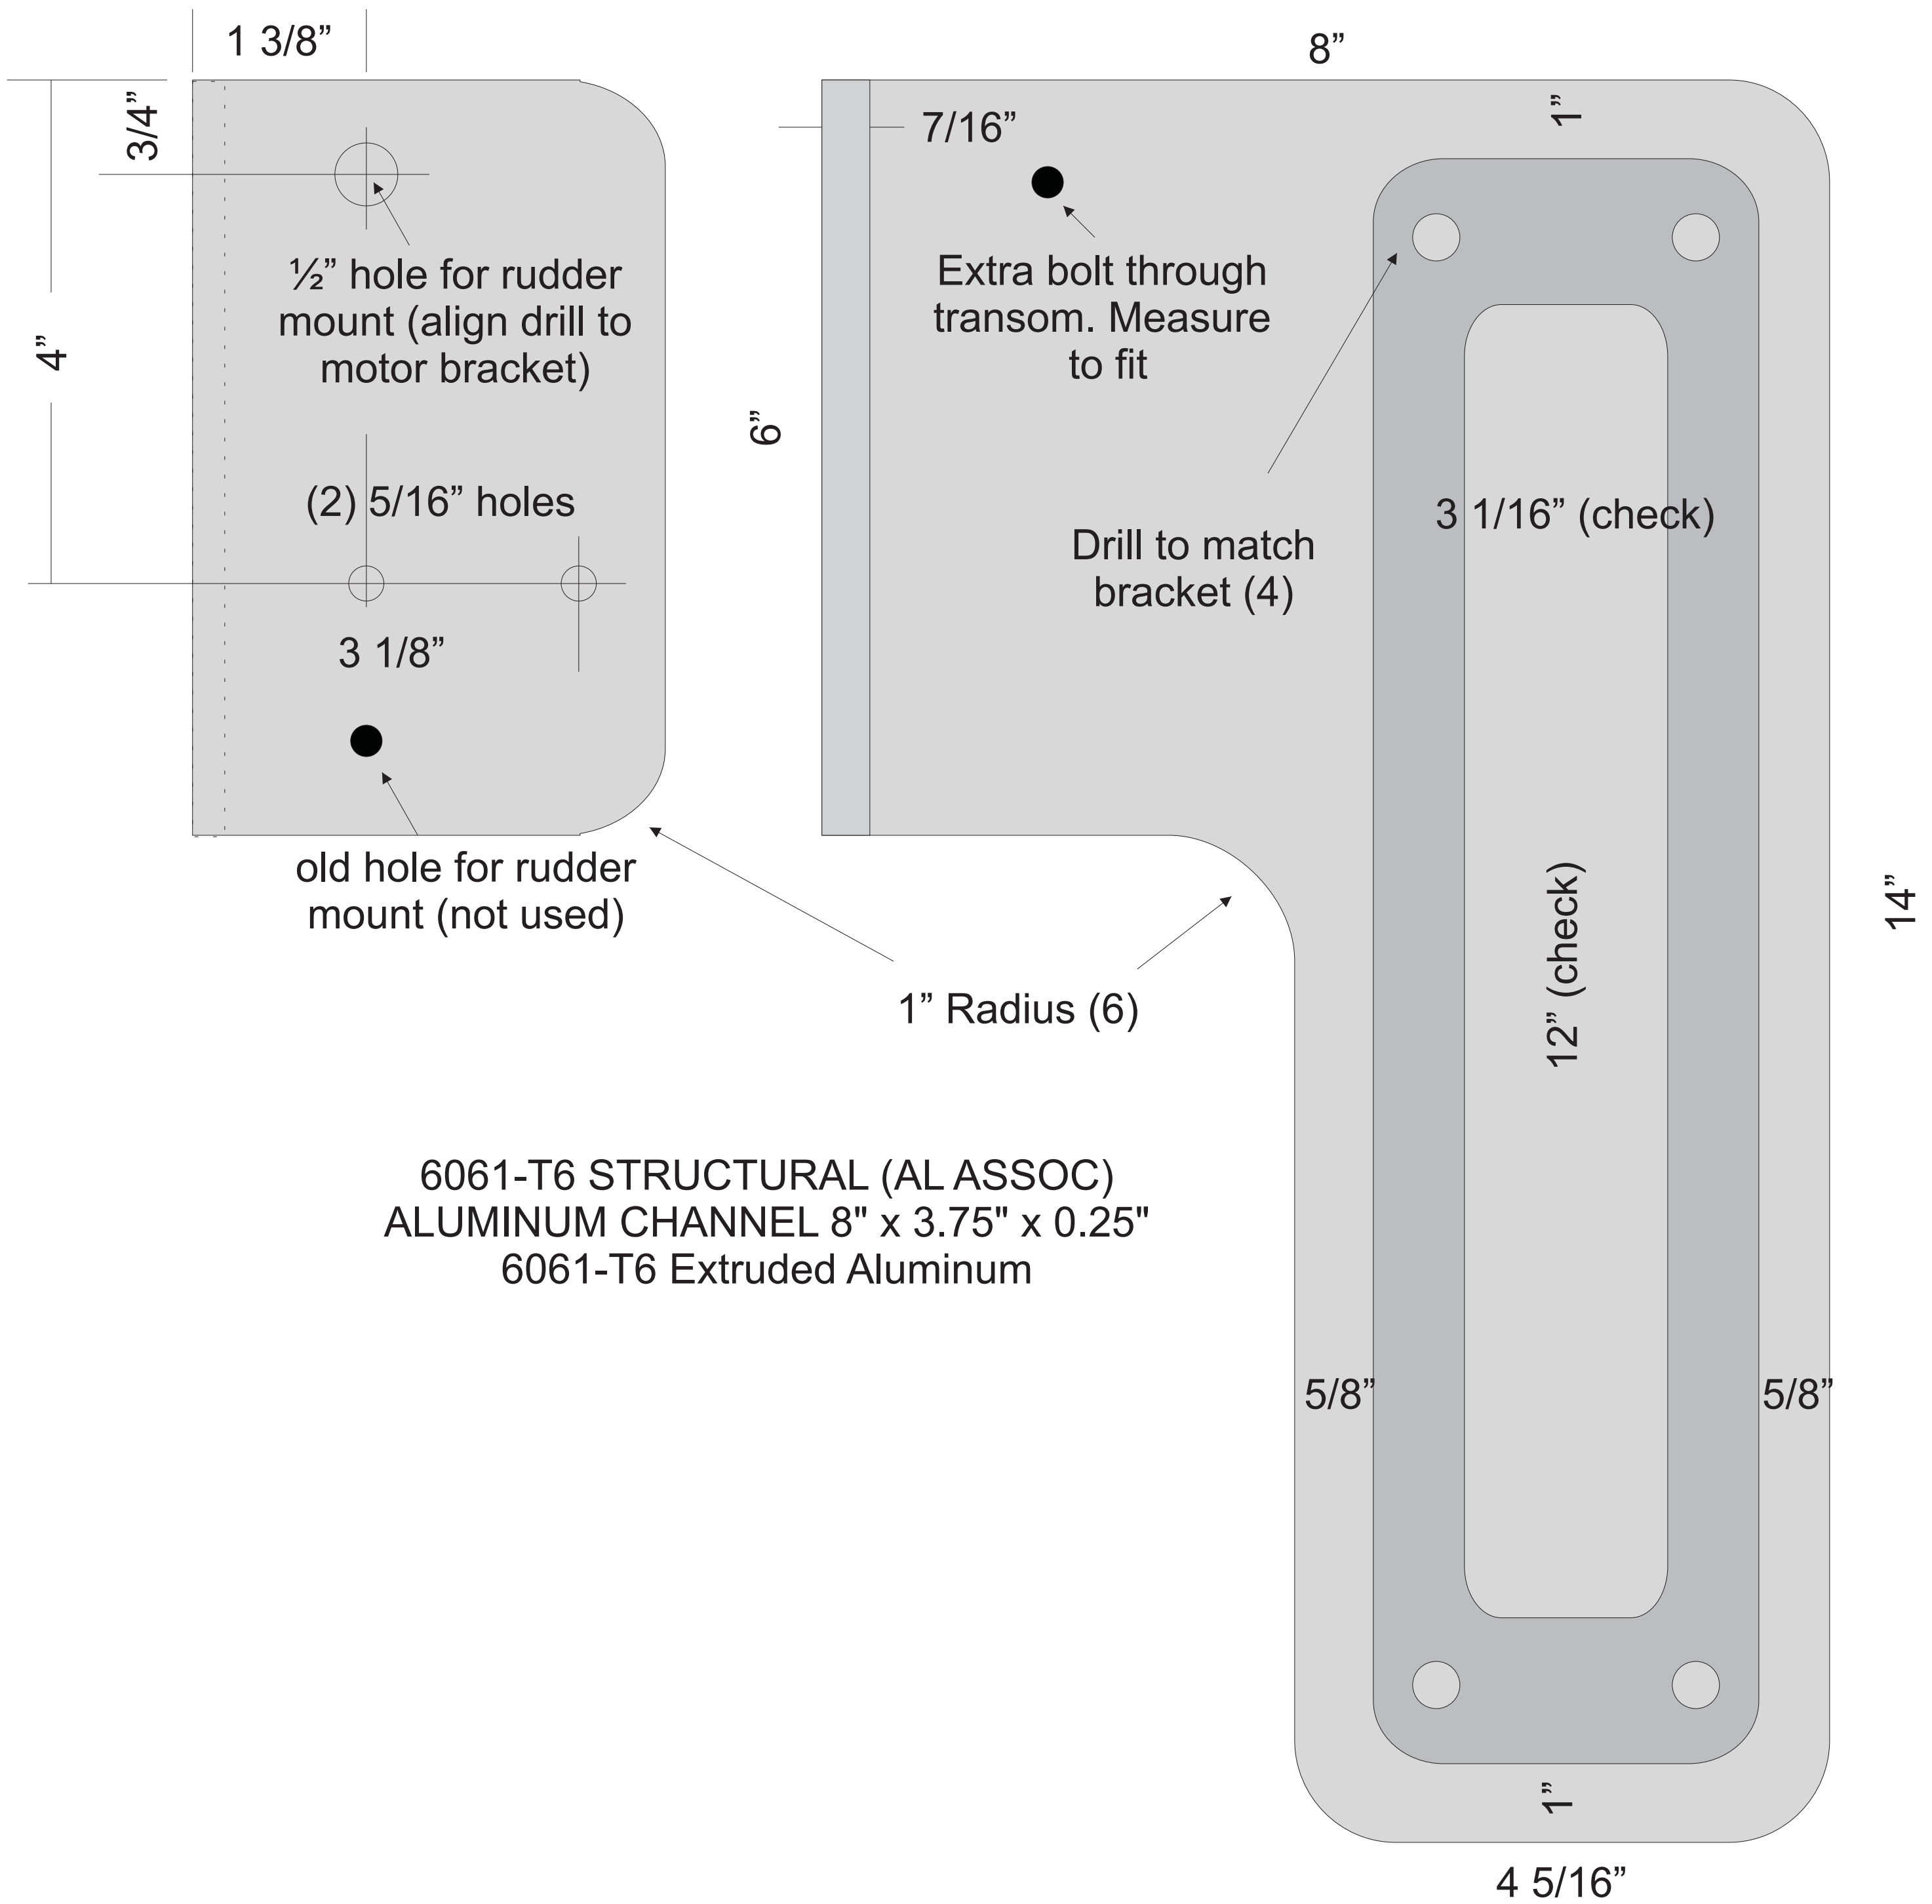 1 3/8”
3/4”
4”
½” hole for rudder
mount (align drill to
motor bracket)
(2) 5/16” holes
3 1/8”
old hole for rudder
mount (not used)
8”
7/16”
1”
Extra bolt through
transom. Measure
to fit
6”
Drill to match
bracket (4)
3 1/16” (check)
12” (check)
14”
1” Radius (6)
6061-T6 STRUCTURAL (AL ASSOC)
ALUMINUM CHANNEL 8" x 3.75" x 0.25"
6061-T6 Extruded Aluminum
5/8”
5/8”
1”
4 5/16”